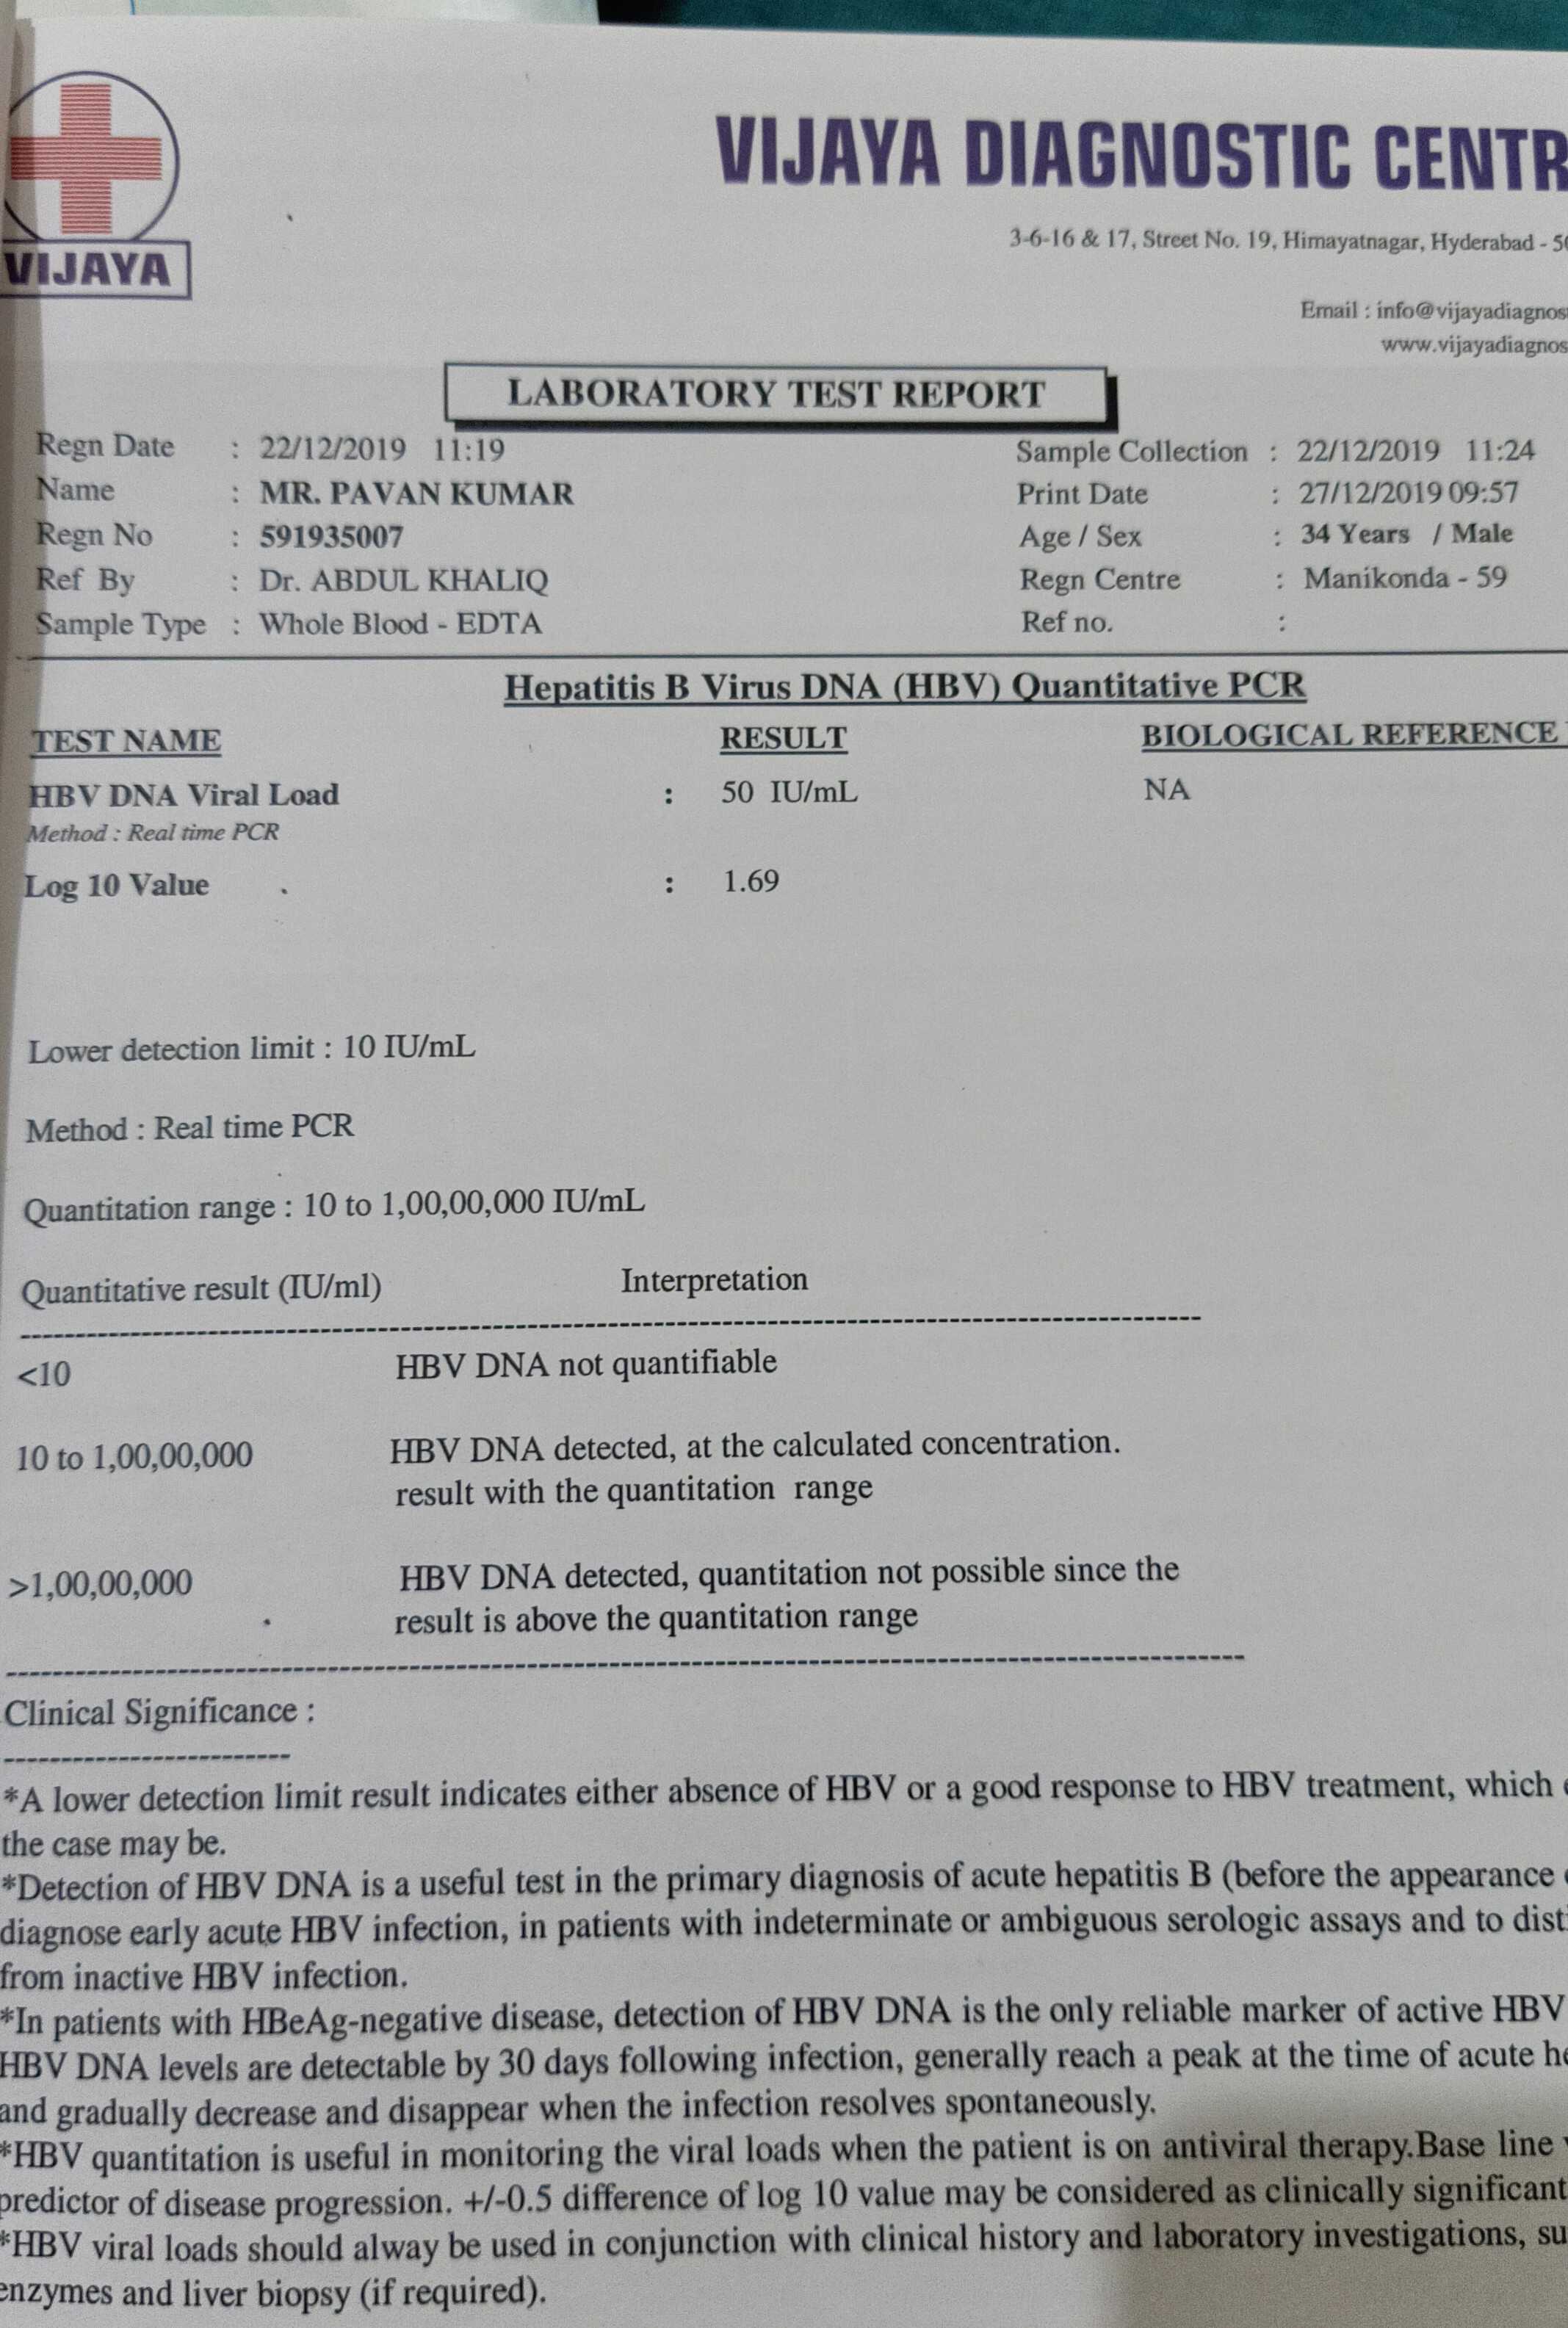 VIJAYA DIAGNOSTIC CENTR
3-6-16 & 17, Street No. 19, Himayatnagar, Hyderabad - 50
VIJAYA
Email : info@vijayadiagnos
www.vijayadiagnos
LABORATORY TEST REPORT
Regn Date : 22/12/2019 11:19 Sample Collection : 22/12/2019 11:24
Name : MR. PAVAN KUMAR Print Date : 27/12/2019 09:57
Regn No : 591935007 Age / Sex : 34 Years / Male
Ref By : Dr. ABDUL KHALIQ Regn Centre : Manikonda - 59
Sample Type : Whole Blood - EDTA Ref no. :
Hepatitis B Virus DNA (HBV) Quantitative PCR
TEST NAME RESULT BIOLOGICAL REFERENCE
HBV DNA Viral Load : 50 IU/mL NA
Method : Real time PCR
Log 10 Value : 1.69
Lower detection limit : 10 IU/mL
Method : Real time PCR
Quantitation range : 10 to 1,00,00,000 IU/mL
Quantitative result (IU/ml) Interpretation
<10 HBV DNA not quantifiable
10 to 1,00,00,000 HBV DNA detected, at the calculated concentration.
result with the quantitation range
>1,00,00,000 HBV DNA detected, quantitation not possible since the
result is above the quantitation range
Clinical Significance :
*A lower detection limit result indicates either absence of HBV or a good response to HBV treatment, which
the case may be.
*Detection of HBV DNA is a useful test in the primary diagnosis of acute hepatitis B (before the appearance
diagnose early acute HBV infection, in patients with indeterminate or ambiguous serologic assays and to dist
from inactive HBV infection.
*In patients with HBeAg-negative disease, detection of HBV DNA is the only reliable marker of active HBV
HBV DNA levels are detectable by 30 days following infection, generally reach a peak at the time of acute he
and gradually decrease and disappear when the infection resolves spontaneously.
*HBV quantitation is useful in monitoring the viral loads when the patient is on antiviral therapy.Base line
predictor of disease progression. +/-0.5 difference of log 10 value may be considered as clinically significant
*HBV viral loads should alway be used in conjunction with clinical history and laboratory investigations, su
enzymes and liver biopsy (if required).